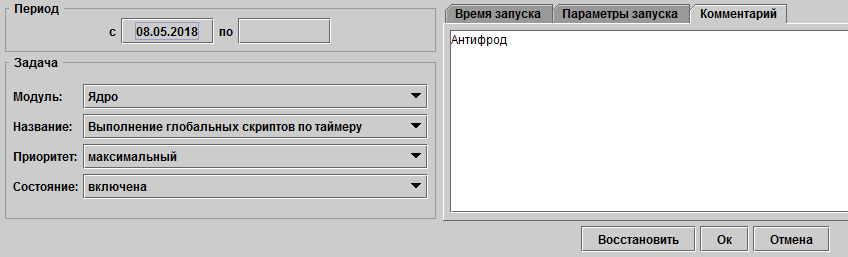 Период
с 08.05.2018 по
Задача
Модуль: Ядро
Название: Выполнение глобальных скриптов по таймеру
Приоритет: максимальный
Состояние: включена
Время запуска Параметры запуска Комментарий
Антифрод
Восстановить Ок Отмена